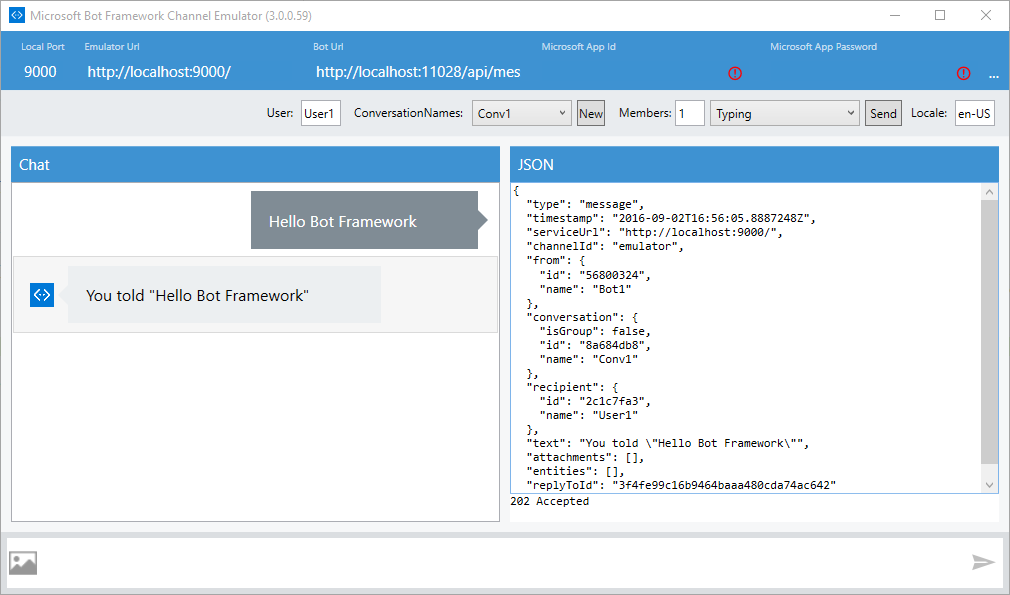 Microsoft Bot Framework Channel Emulator (3.0.0.59)
Local Port Emulator Url Bot Url Microsoft App Id Microsoft App Password
9000 http://localhost:9000/ http://localhost:11028/api/mes ...
User: User1 ConversationNames: Conv1 New Members: 1 Typing Send Locale: en-US
Chat
Hello Bot Framework
You told "Hello Bot Framework"
JSON
{
"type": "message",
"timestamp": "2016-09-02T16:56:05.8887248Z",
"serviceUrl": "http://localhost:9000/",
"channelId": "emulator",
"from": {
"id": "56800324",
"name": "Bot1"
},
"conversation": {
"isGroup": false,
"id": "8a684db8",
"name": "Conv1"
},
"recipient": {
"id": "2c1c7fa3",
"name": "User1"
},
"text": "You told \"Hello Bot Framework\"",
"attachments": [],
"entities": [],
"replyToId": "3f4fe99c16b9464baaa480cda74ac642"
202 Accepted